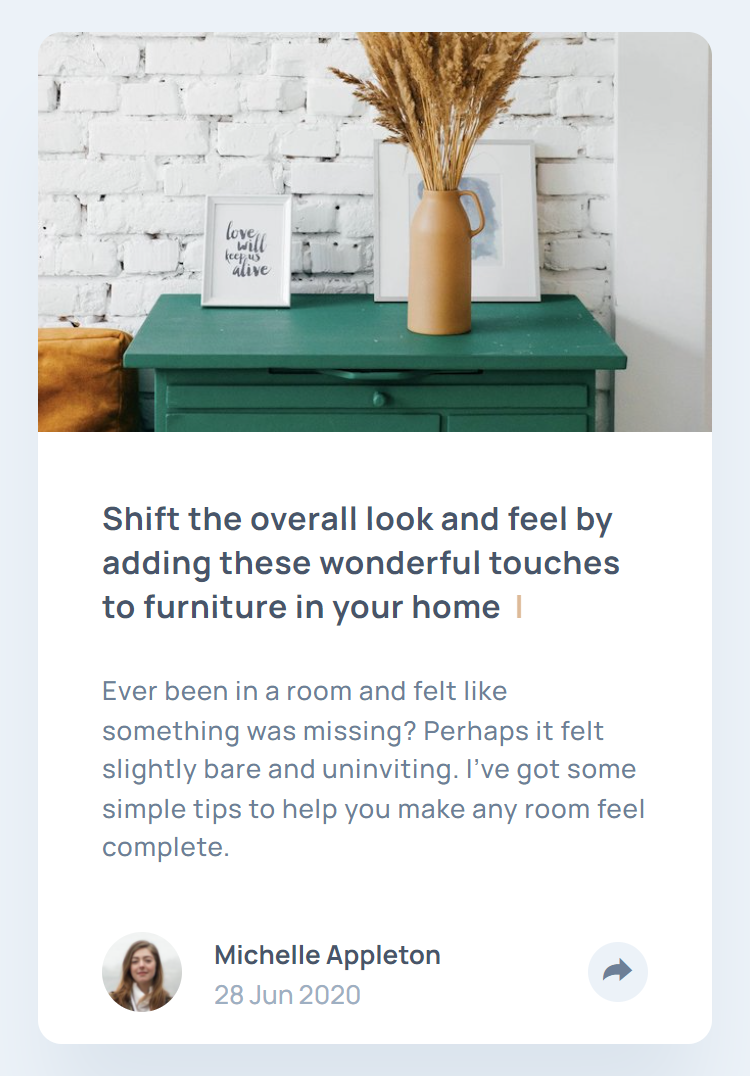 love
will
keep us
alive
Shift the overall look and feel by
adding these wonderful touches
to furniture in your home
Ever been in a room and felt like
something was missing? Perhaps it felt
slightly bare and uninviting. I’ve got some
simple tips to help you make any room feel
complete.
Michelle Appleton
28 Jun 2020